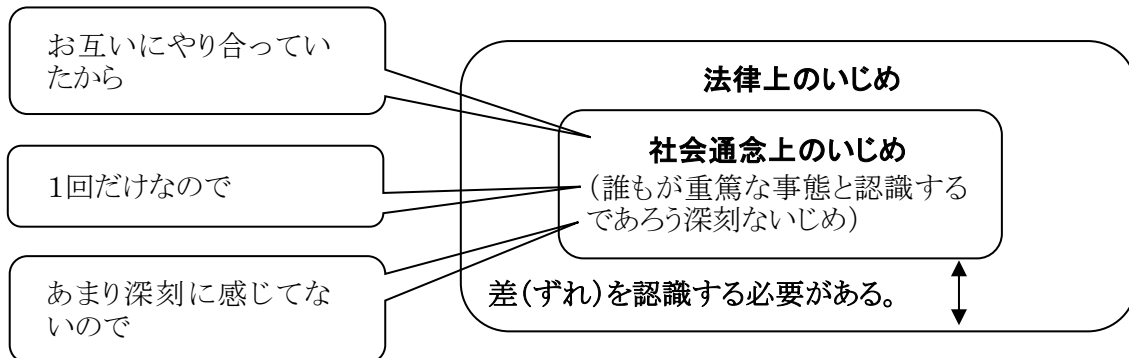 お互いにやり合ってい
たから
1回だけなので
あまり深刻に感じてな
いので
法律上のいじめ
社会通念上のいじめ
（誰もが重篤な事態と認識する
であろう深刻ないじめ）
差（ずれ）を認識する必要がある。